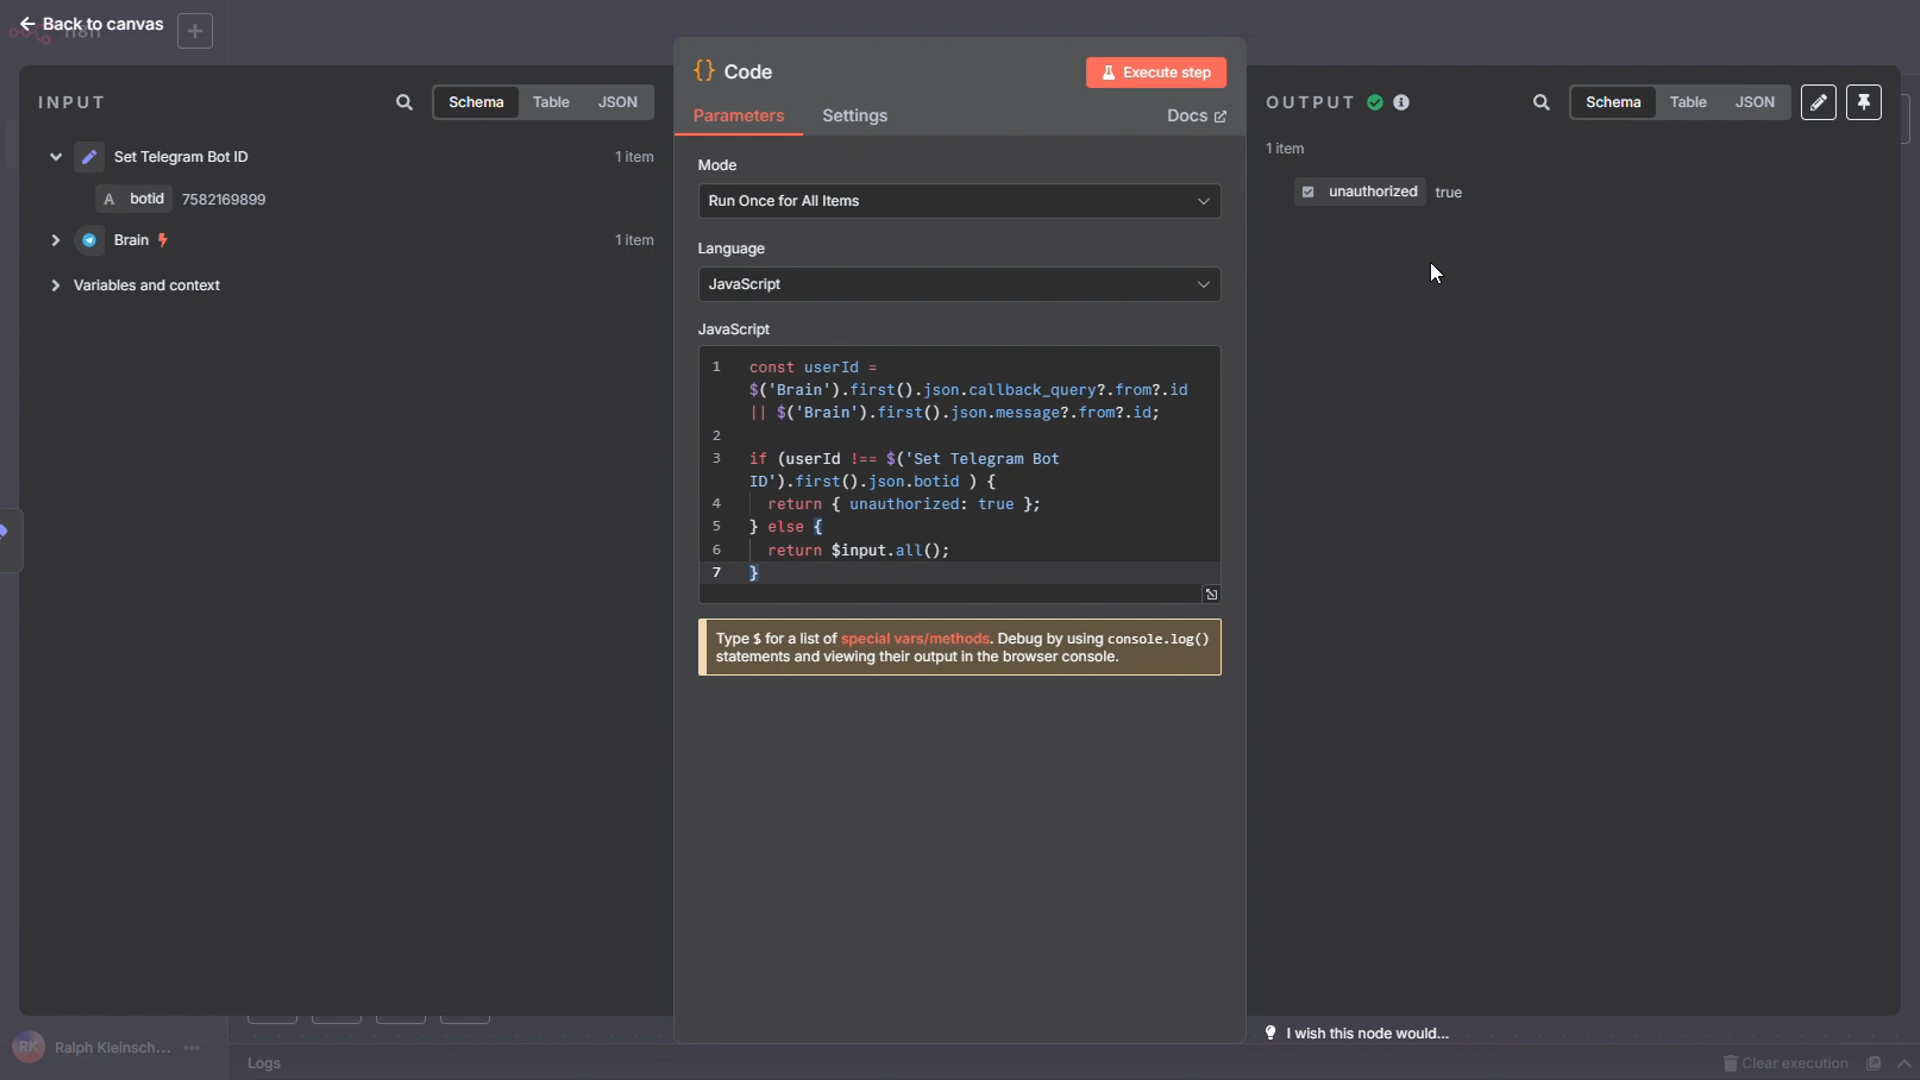 Back to canvas
n8n
INPUT
Schema
Table
JSON
Set Telegram Bot ID
1 item
A botid 7582169899
Brain
1 item
Variables and context
Code
Execute step
Parameters
Settings
Docs
Mode
Run Once for All Items
Language
JavaScript
JavaScript
1 const userId =
$('Brain').first().json.callback_query?.from?.id
|| $('Brain').first().json.message?.from?.id;
2
3 if (userId !== $('Set Telegram Bot
ID').first().json.botid ) {
4 return { unauthorized: true };
5 } else {
6 return $input.all();
7 }
Type $ for a list of special vars/methods. Debug by using console.log()
statements and viewing their output in the browser console.
OUTPUT
Schema
Table
JSON
1 item
unauthorized true
I wish this node would...
RK Ralph Kleinsch...
Logs
Clear execution